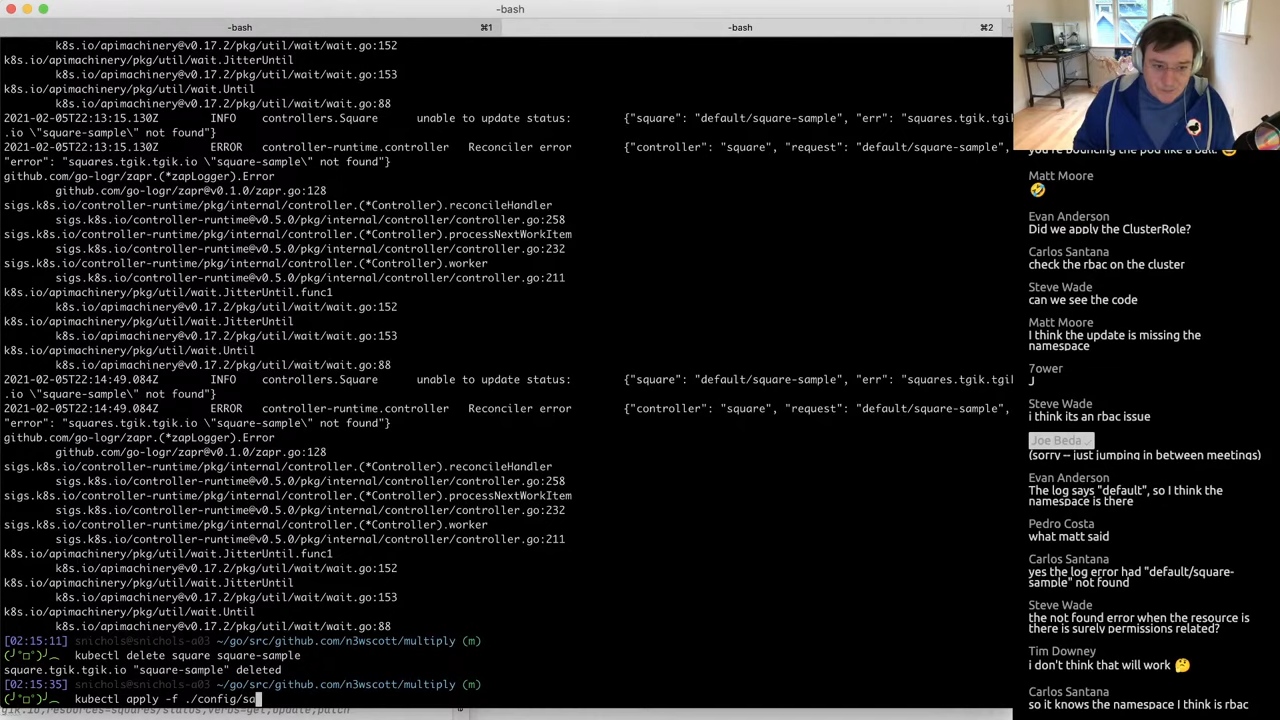 -bash
-bash
⌘1
-bash
⌘2
k8s.io/apimachinery@v0.17.2/pkg/util/wait/wait.go:152
k8s.io/apimachinery/pkg/util/wait.JitterUntil
k8s.io/apimachinery@v0.17.2/pkg/util/wait/wait.go:153
k8s.io/apimachinery/pkg/util/wait.Until
k8s.io/apimachinery@v0.17.2/pkg/util/wait/wait.go:88
2021-02-05T22:13:15.130Z INFO controllers.Square unable to update status: {"square": "default/square-sample", "err": "squares.tgik.tgik
.io \"square-sample\" not found"}
2021-02-05T22:13:15.130Z ERROR controller-runtime.controller Reconciler error {"controller": "square", "request": "default/square-sample",
"error": "squares.tgik.tgik.io \"square-sample\" not found"}
github.com/go-logr/zapr.(*zapLogger).Error
github.com/go-logr/zapr@v0.1.0/zapr.go:128
sigs.k8s.io/controller-runtime/pkg/internal/controller.(*Controller).reconcileHandler
sigs.k8s.io/controller-runtime@v0.5.0/pkg/internal/controller/controller.go:258
sigs.k8s.io/controller-runtime/pkg/internal/controller.(*Controller).processNextWorkItem
sigs.k8s.io/controller-runtime@v0.5.0/pkg/internal/controller/controller.go:232
sigs.k8s.io/controller-runtime/pkg/internal/controller.(*Controller).worker
sigs.k8s.io/controller-runtime@v0.5.0/pkg/internal/controller/controller.go:211
k8s.io/apimachinery/pkg/util/wait.JitterUntil.func1
k8s.io/apimachinery@v0.17.2/pkg/util/wait/wait.go:152
k8s.io/apimachinery/pkg/util/wait.JitterUntil
k8s.io/apimachinery@v0.17.2/pkg/util/wait/wait.go:153
k8s.io/apimachinery/pkg/util/wait.Until
k8s.io/apimachinery@v0.17.2/pkg/util/wait/wait.go:88
2021-02-05T22:14:49.084Z INFO controllers.Square unable to update status: {"square": "default/square-sample", "err": "squares.tgik.tgik
.io \"square-sample\" not found"}
2021-02-05T22:14:49.084Z ERROR controller-runtime.controller Reconciler error {"controller": "square", "request": "default/square-sample",
"error": "squares.tgik.tgik.io \"square-sample\" not found"}
github.com/go-logr/zapr.(*zapLogger).Error
github.com/go-logr/zapr@v0.1.0/zapr.go:128
sigs.k8s.io/controller-runtime/pkg/internal/controller.(*Controller).reconcileHandler
sigs.k8s.io/controller-runtime@v0.5.0/pkg/internal/controller/controller.go:258
sigs.k8s.io/controller-runtime/pkg/internal/controller.(*Controller).processNextWorkItem
sigs.k8s.io/controller-runtime@v0.5.0/pkg/internal/controller/controller.go:232
sigs.k8s.io/controller-runtime/pkg/internal/controller.(*Controller).worker
sigs.k8s.io/controller-runtime@v0.5.0/pkg/internal/controller/controller.go:211
k8s.io/apimachinery/pkg/util/wait.JitterUntil.func1
k8s.io/apimachinery@v0.17.2/pkg/util/wait/wait.go:152
k8s.io/apimachinery/pkg/util/wait.JitterUntil
k8s.io/apimachinery@v0.17.2/pkg/util/wait/wait.go:153
k8s.io/apimachinery/pkg/util/wait.Until
k8s.io/apimachinery@v0.17.2/pkg/util/wait/wait.go:88
[02:15:11] snichols@snichols-a03 ~/go/src/github.com/n3wscott/multiply (m)
(╯°□°)╯︵ kubectl delete square square-sample
square.tgik.tgik.io "square-sample" deleted
[02:15:35] snichols@snichols-a03 ~/go/src/github.com/n3wscott/multiply (m)
(╯°□°)╯︵ kubectl apply -f ./config/sa
gik.io,resources=squares/status,verbs=get;update;patch
you're bouncing the pod like a ball. 😄
Matt Moore
🤣
Evan Anderson
Did we apply the ClusterRole?
Carlos Santana
check the rbac on the cluster
Steve Wade
can we see the code
Matt Moore
I think the update is missing the
namespace
7ower
J
Steve Wade
i think its an rbac issue
Joe Beda ✓
(sorry -- just jumping in between meetings)
Evan Anderson
The log says "default", so I think the
namespace is there
Pedro Costa
what matt said
Carlos Santana
yes the log error had "default/square-
sample" not found
Steve Wade
the not found error when the resource is
there is surely permissions related?
Tim Downey
i don't think that will work 🤔
Carlos Santana
so it knows the namespace I think is rbac